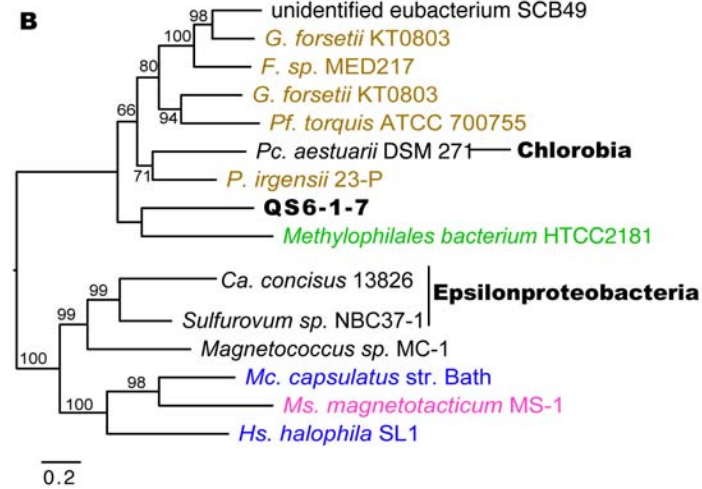 B
98
unidentified eubacterium SCB49
100
G. forsetii KT0803
80
F. sp. MED217
G. forsetii KT0803
66
94
Pf. torquis ATCC 700755
Pc. aestuarii DSM 271
Chlorobia
71
P. irgensii 23-P
QS6-1-7
Methylophilales bacterium HTCC2181
99
Ca. concisus 13826
Epsilonproteobacteria
99
Sulfurovum sp. NBC37-1
Magnetococcus sp. MC-1
100
98
Mc. capsulatus str. Bath
100
Ms. magnetotacticum MS-1
Hs. halophila SL1
0.2